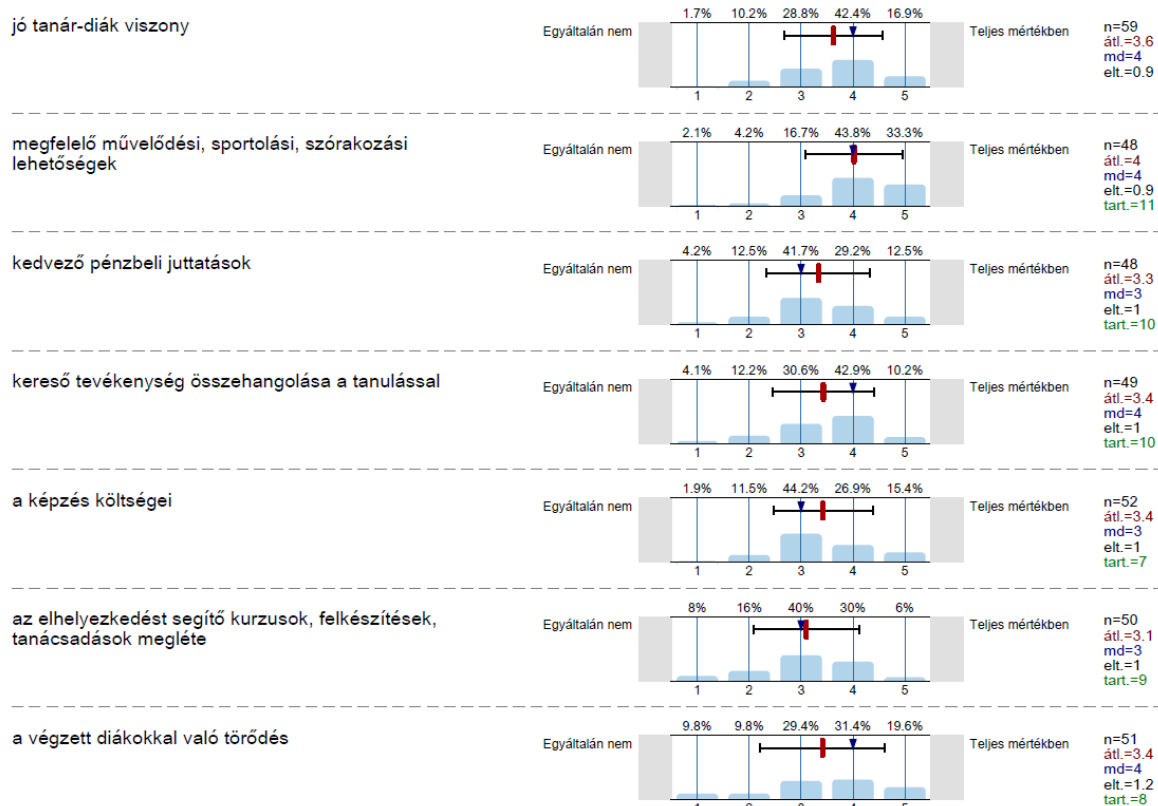 jó tanár-diák viszony
Egyáltalán nem
1.7% 10.2% 28.8% 42.4% 16.9%
1 2 3 4 5
Teljes mértékben
n=59
átl.=3.6
md=4
elt.=0.9
megfelelő művelődési, sportolási, szórakozási
lehetőségek
Egyáltalán nem
2.1% 4.2% 16.7% 43.8% 33.3%
1 2 3 4 5
Teljes mértékben
n=48
átl.=4
md=4
elt.=0.9
tart.=11
kedvező pénzbeli juttatások
Egyáltalán nem
4.2% 12.5% 41.7% 29.2% 12.5%
1 2 3 4 5
Teljes mértékben
n=48
átl.=3.3
md=3
elt.=1
tart.=10
kereső tevékenység összehangolása a tanulással
Egyáltalán nem
4.1% 12.2% 30.6% 42.9% 10.2%
1 2 3 4 5
Teljes mértékben
n=49
átl.=3.4
md=4
elt.=1
tart.=10
a képzés költségei
Egyáltalán nem
1.9% 11.5% 44.2% 26.9% 15.4%
1 2 3 4 5
Teljes mértékben
n=52
átl.=3.4
md=3
elt.=1
tart.=7
az elhelyezkedést segítő kurzusok, felkészítések,
tanácsadások megléte
Egyáltalán nem
8% 16% 40% 30% 6%
1 2 3 4 5
Teljes mértékben
n=50
átl.=3.1
md=3
elt.=1
tart.=9
a végzett diákokkal való törődés
Egyáltalán nem
9.8% 9.8% 29.4% 31.4% 19.6%
1 2 3 4 5
Teljes mértékben
n=51
átl.=3.4
md=4
elt.=1.2
tart.=8